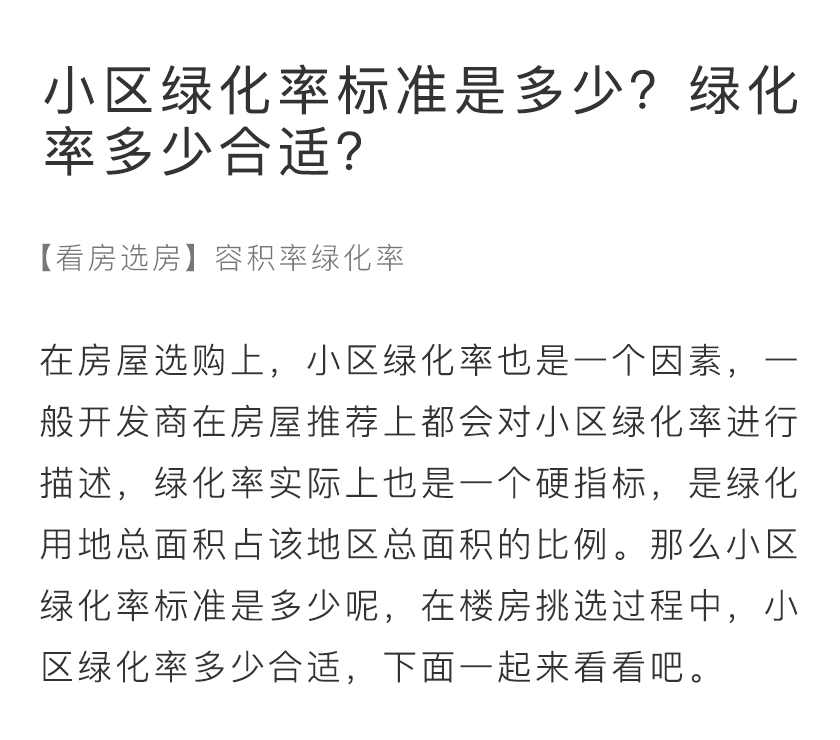 小区绿化率标准是多少？绿化
率多少合适？
【看房选房】容积率绿化率
在房屋选购上，小区绿化率也是一个因素，一
般开发商在房屋推荐上都会对小区绿化率进行
描述，绿化率实际上也是一个硬指标，是绿化
用地总面积占该地区总面积的比例。那么小区
绿化率标准是多少呢，在楼房挑选过程中，小
区绿化率多少合适，下面一起来看看吧。